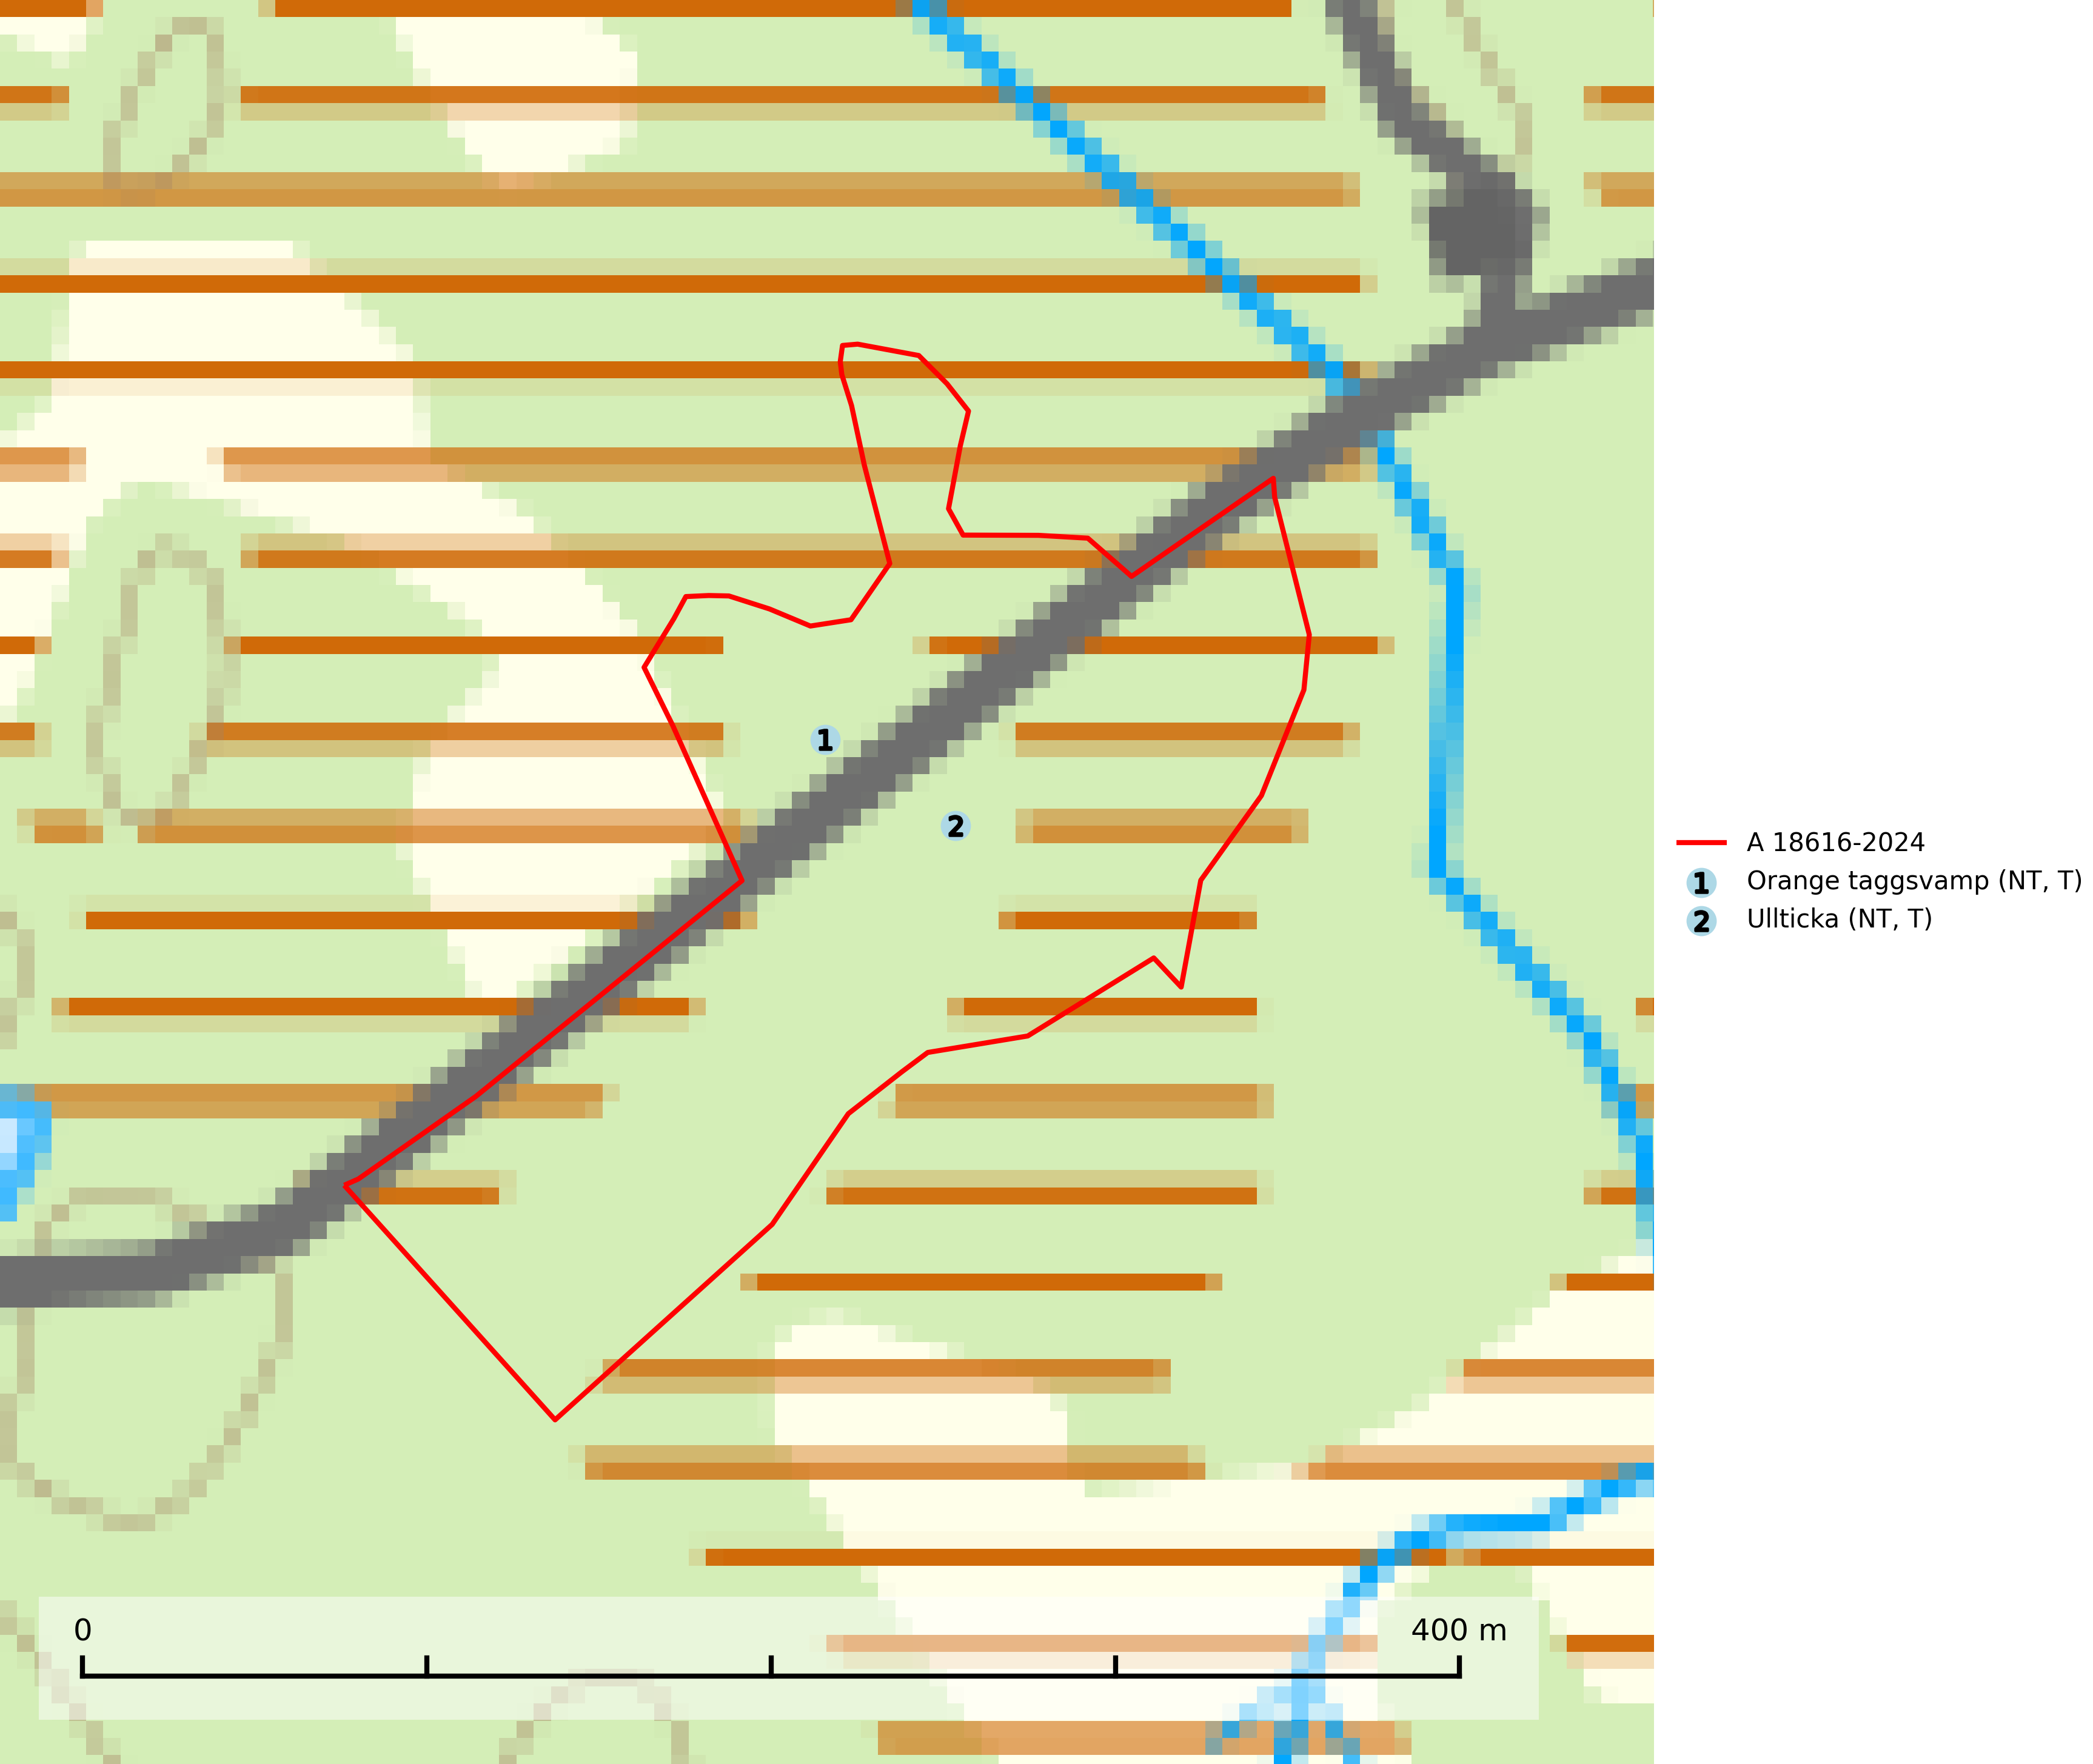 1
2
A 18616-2024
1 Orange taggsvamp (NT, T)
2 Ullticka (NT, T)
0 400 m